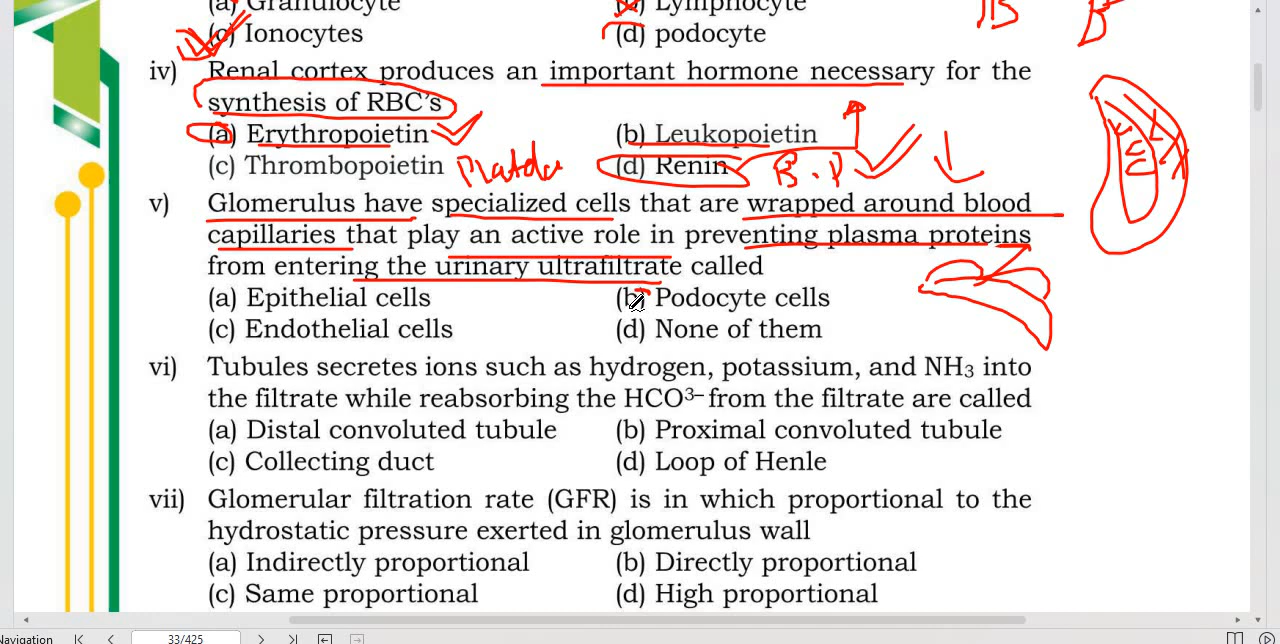 (a) Granulocyte (c) Lymphocyte
(c) Ionocytes (d) podocyte
iv) Renal cortex produces an important hormone necessary for the
synthesis of RBC's
(a) Erythropoietin (b) Leukopoietin
(c) Thrombopoietin (d) Renin B.P
v) Glomerulus have specialized cells that are wrapped around blood
capillaries that play an active role in preventing plasma proteins
from entering the urinary ultrafiltrate called
(a) Epithelial cells (b) Podocyte cells
(c) Endothelial cells (d) None of them
vi) Tubules secretes ions such as hydrogen, potassium, and NH3 into
the filtrate while reabsorbing the HCO³⁻ from the filtrate are called
(a) Distal convoluted tubule (b) Proximal convoluted tubule
(c) Collecting duct (d) Loop of Henle
vii) Glomerular filtration rate (GFR) is in which proportional to the
hydrostatic pressure exerted in glomerulus wall
(a) Indirectly proportional (b) Directly proportional
(c) Same proportional (d) High proportional
Navigation 33/425